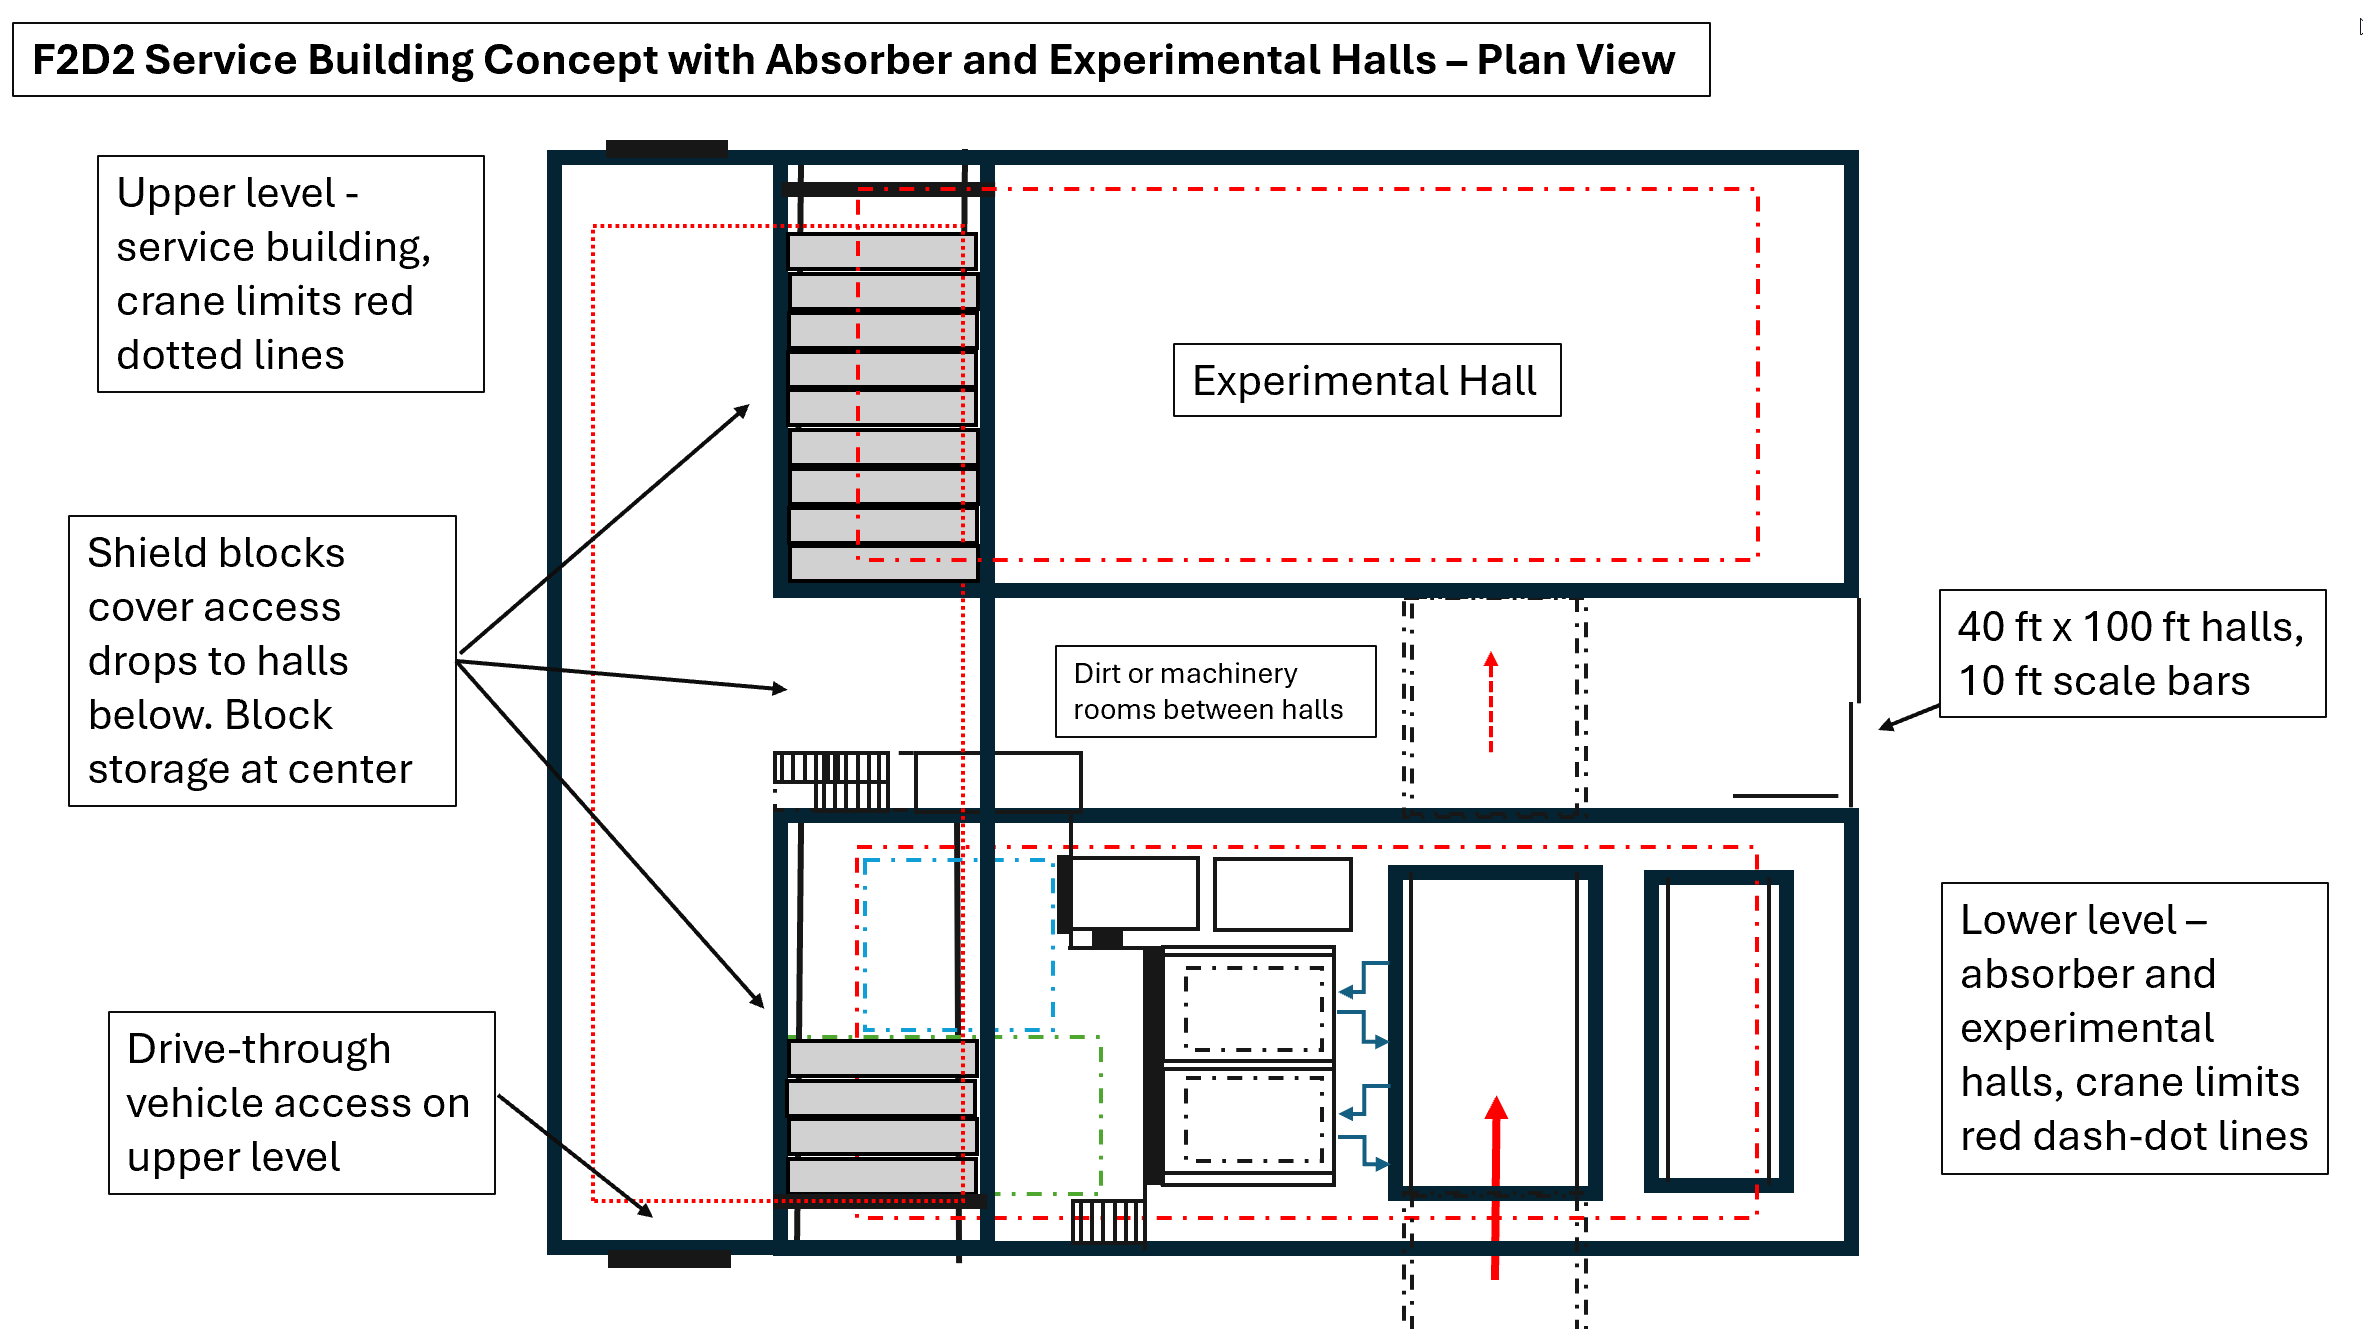 F2D2 Service Building Concept with Absorber and Experimental Halls – Plan View
Upper level -
service building,
crane limits red
dotted lines
Experimental Hall
Shield blocks
cover access
drops to halls
below. Block
storage at center
Dirt or machinery
rooms between halls
40 ft x 100 ft halls,
10 ft scale bars
Lower level –
absorber and
experimental
halls, crane limits
red dash-dot lines
Drive-through
vehicle access on
upper level